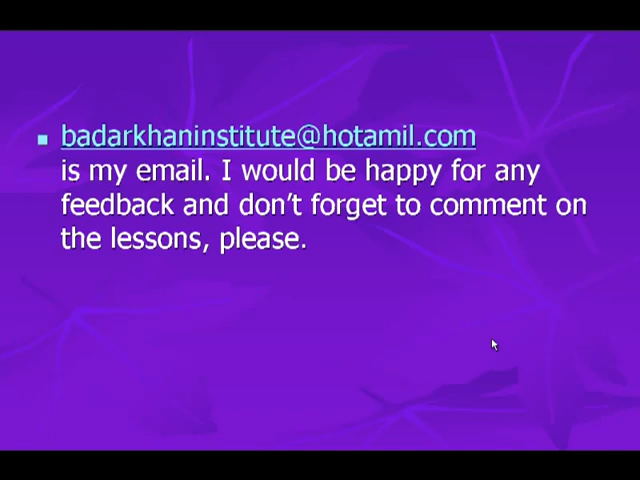 badarkhaninstitute@hotamil.com
is my email. I would be happy for any
feedback and don't forget to comment on
the lessons, please.